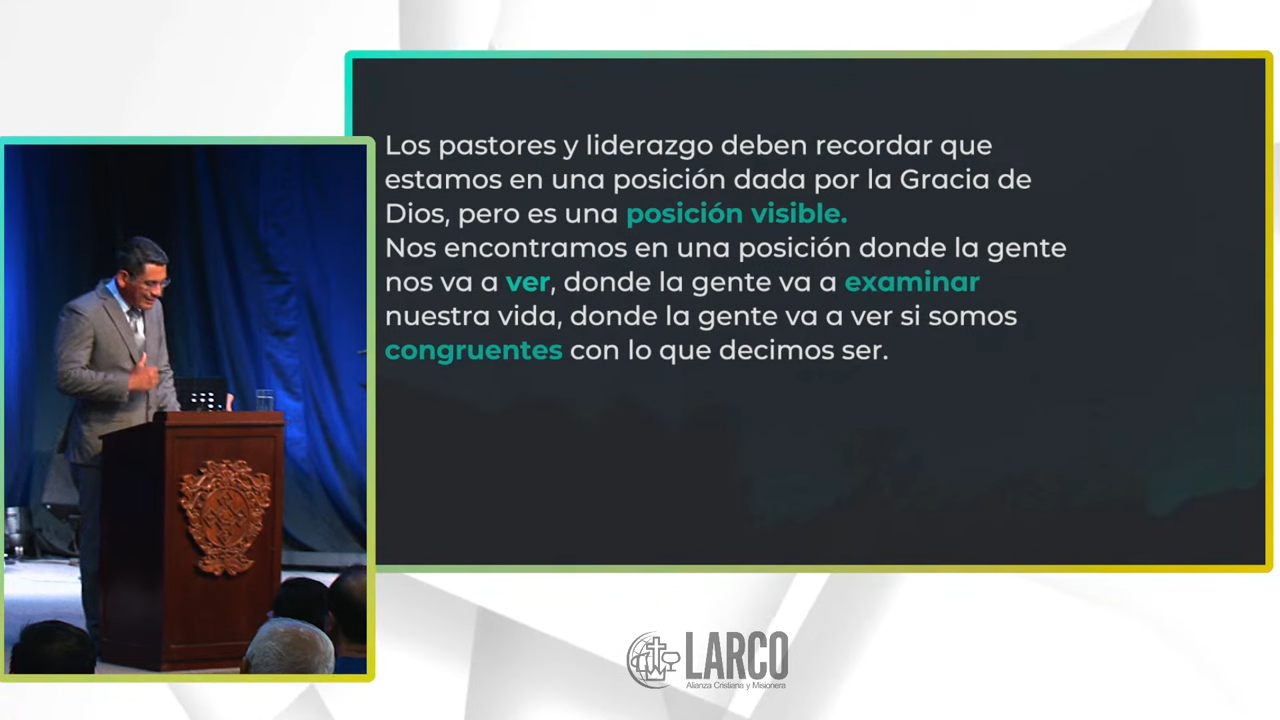 Los pastores y liderazgo deben recordar que
estamos en una posición dada por la Gracia de
Dios, pero es una posición visible.
Nos encontramos en una posición donde la gente
nos va a ver, donde la gente va a examinar
nuestra vida, donde la gente va a ver si somos
congruentes con lo que decimos ser.
LARCO
Alianza Cristiana y Misionera